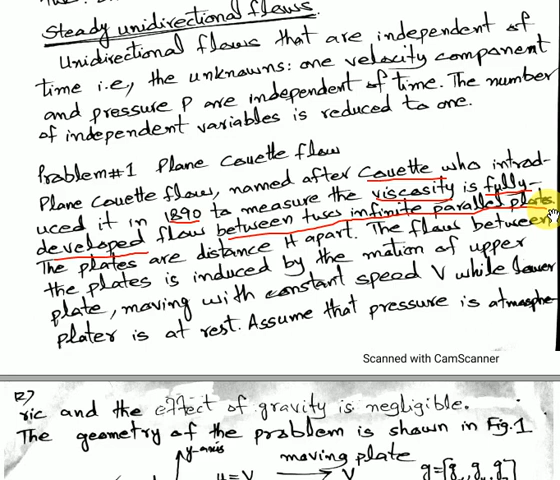 Steady unidirectional flows.
Unidirectional flows that are independent of
time i.e., the unknowns: one velocity component
and pressure P are independent of time. The number
of independent variables is reduced to one.
Problem#1 Plane Couette flow
Plane Couette flow, named after Couette who introd-
uced it in 1890 to measure the viscosity is fully-
developed flow between two infinite parallel plates
The plates are distance H apart. The flow between
the plates is induced by the motion of upper
plate, moving with constant speed V while lower
plater is at rest. Assume that pressure is atmosphe
Scanned with CamScanner
12)
ric and the effect of gravity is negligible.
The geometry of the problem is shown in Fig.1
y-axis moving plate
u=V V